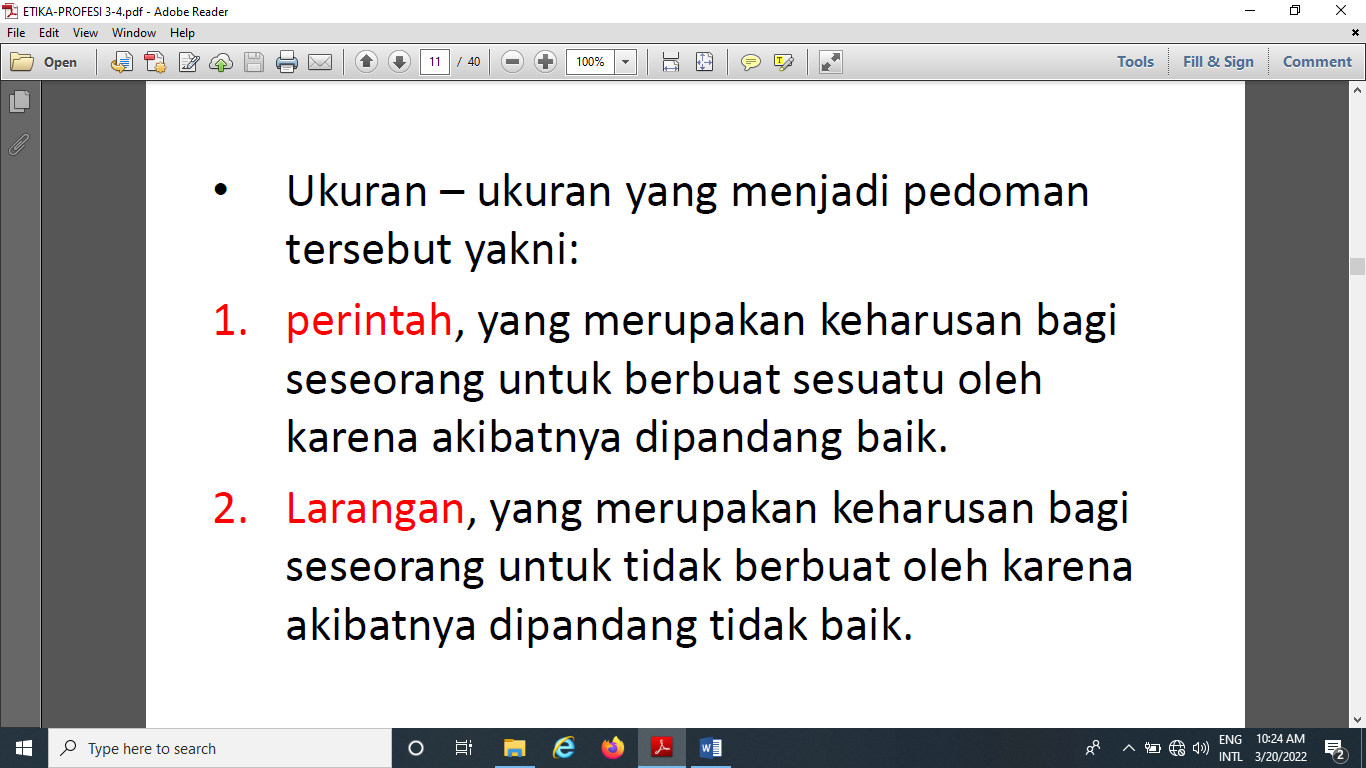 ETIKA-PROFESI 3-4.pdf - Adobe Reader
File Edit View Window Help
Open 11 / 40 100% Tools Fill & Sign Comment
• Ukuran – ukuran yang menjadi pedoman
tersebut yakni:
1. perintah, yang merupakan keharusan bagi
seseorang untuk berbuat sesuatu oleh
karena akibatnya dipandang baik.
2. Larangan, yang merupakan keharusan bagi
seseorang untuk tidak berbuat oleh karena
akibatnya dipandang tidak baik.
Type here to search
ENG 10:24 AM
INTL 3/20/2022 2